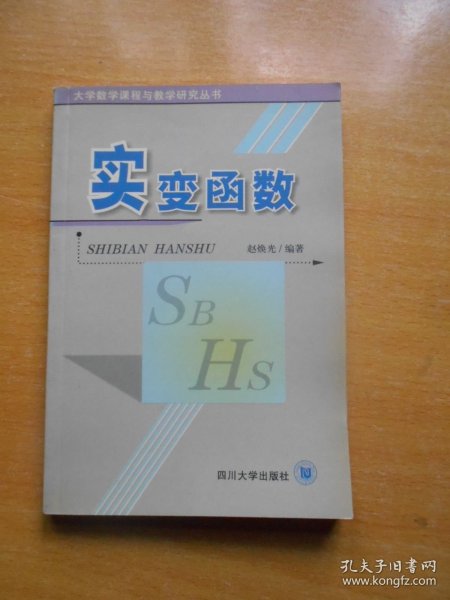 大学数学课程与教学研究丛书
实变函数
SHIBIAN HANSHU 赵焕光/编著
SB
HS
四川大学出版社
孔夫子旧书网
www.kongfz.com